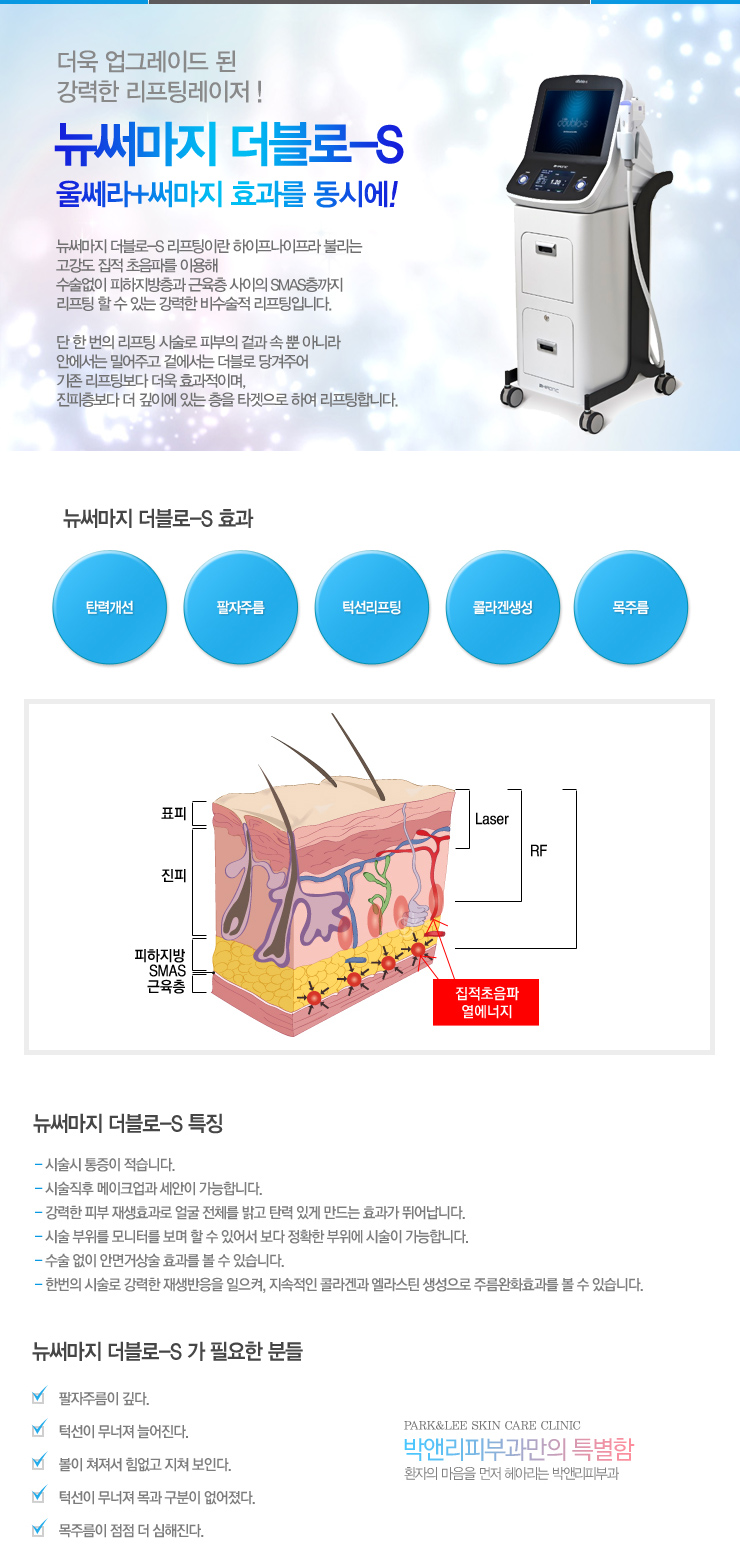 더욱 업그레이드 된
강력한 리프팅레이저 !
뉴써마지 더블로-S
울쎄라+써마지 효과를 동시에!
뉴써마지 더블로-S 리프팅이란 하이프나이프라 불리는
고강도 집적 초음파를 이용해
수술없이 피하지방층과 근육층 사이의 SMAS층까지
리프팅 할 수 있는 강력한 비수술적 리프팅입니다.
단 한 번의 리프팅 시술로 피부의 겉과 속 뿐 아니라
안에서는 밀어주고 겉에서는 더블로 당겨주어
기존 리프팅보다 더욱 효과적이며,
진피층보다 더 깊이에 있는 층을 타겟으로 하여 리프팅합니다.
doublo-s
뉴써마지 더블로-S 효과
탄력개선
팔자주름
턱선리프팅
콜라겐생성
목주름
표피
진피
피하지방
SMAS
근육층
Laser
RF
집적초음파
열에너지
뉴써마지 더블로-S 특징
- 시술시 통증이 적습니다.
- 시술직후 메이크업과 세안이 가능합니다.
- 강력한 피부 재생효과로 얼굴 전체를 밝고 탄력 있게 만드는 효과가 뛰어납니다.
- 시술 부위를 모니터를 보며 할 수 있어서 보다 정확한 부위에 시술이 가능합니다.
- 수술 없이 안면거상술 효과를 볼 수 있습니다.
- 한번의 시술로 강력한 재생반응을 일으켜, 지속적인 콜라겐과 엘라스틴 생성으로 주름완화효과를 볼 수 있습니다.
뉴써마지 더블로-S 가 필요한 분들
팔자주름이 깊다.
턱선이 무너져 늘어진다.
볼이 쳐져서 힘없고 지쳐 보인다.
턱선이 무너져 목과 구분이 없어졌다.
목주름이 점점 더 심해진다.
PARK&LEE SKIN CARE CLINIC
박앤리피부과만의 특별함
환자의 마음을 먼저 헤아리는 박앤리피부과